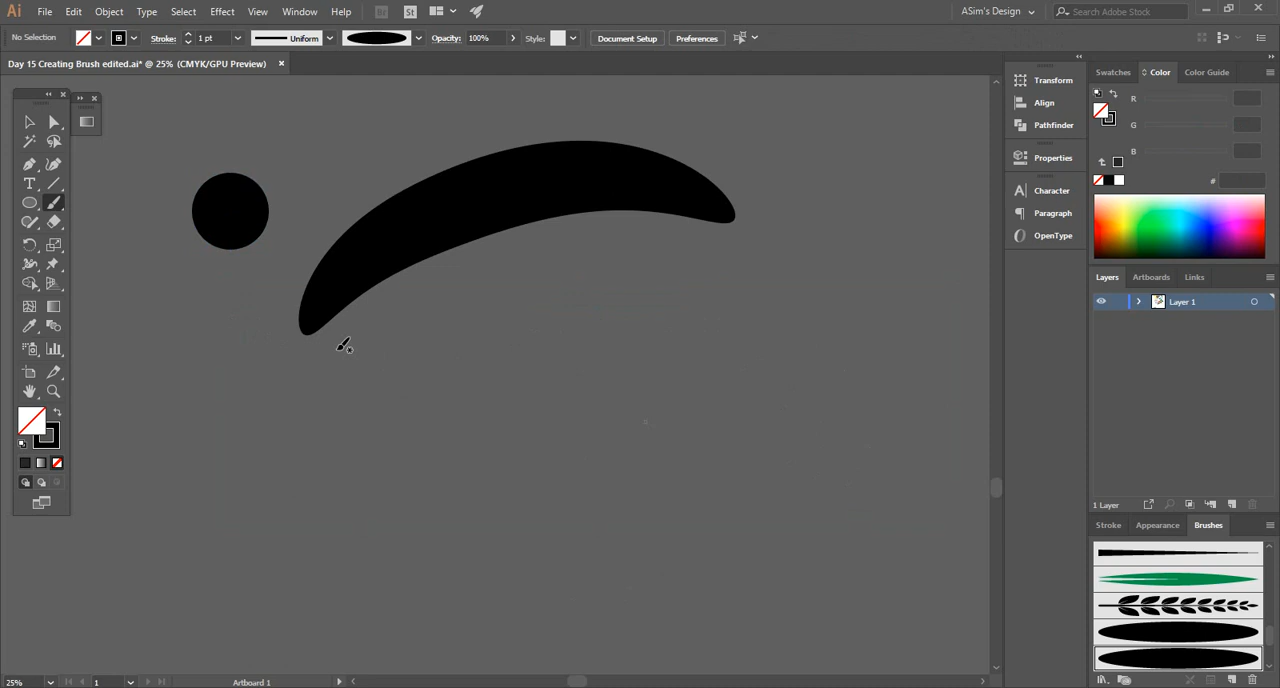 Ai File Edit Object Type Select Effect View Window Help Br St ASim's Design Search Adobe Stock
No Selection Stroke: 1 pt Uniform Opacity: 100% Style: Document Setup Preferences
Day 15 Creating Brush edited.ai* @ 25% (CMYK/GPU Preview)
Transform
Align
Pathfinder
Properties
Character
Paragraph
OpenType
Swatches Color Color Guide
R
G
B
#
Layers Artboards Links
Layer 1
1 Layer
Stroke Appearance Brushes
25% 1 Artboard 1